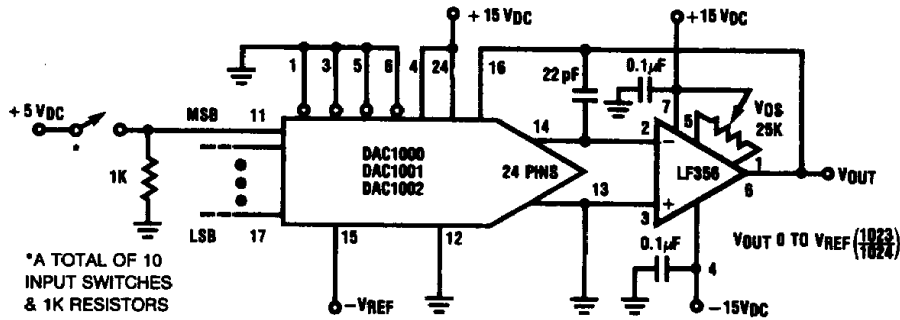 + 15 VDC
+ 15 VDC
1
3
5
6
4
24
16
22 pF
0.1μF
7
VOS
25K
+ 5 VDC
*
MSB
11
14
2
5
1
DAC1000
DAC1001
DAC1002
24 PINS
−
LF356
6
VOUT
1K
13
+
3
LSB
17
15
12
0.1μF
4
VOUT 0 TO VREF (1023/1024)
*A TOTAL OF 10
INPUT SWITCHES
& 1K RESISTORS
−VREF
−15VDC